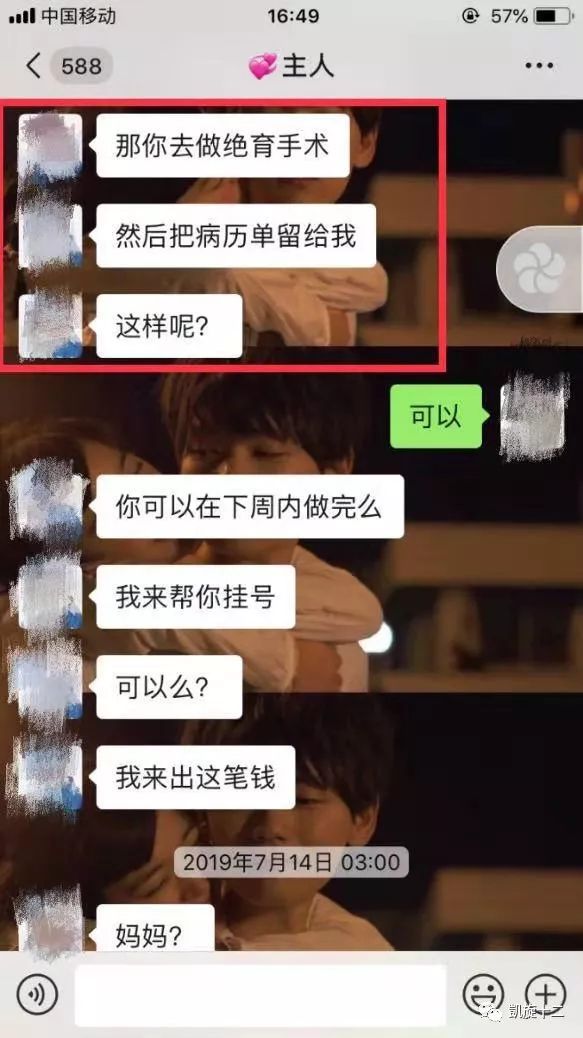 中国移动
16:49
57%
588
主人
那你去做绝育手术
然后把病历单留给我
这样呢？
可以
你可以在下周内做完么
我来帮你挂号
可以么？
我来出这笔钱
2019年7月14日 03:00
妈妈？
凯旋十二